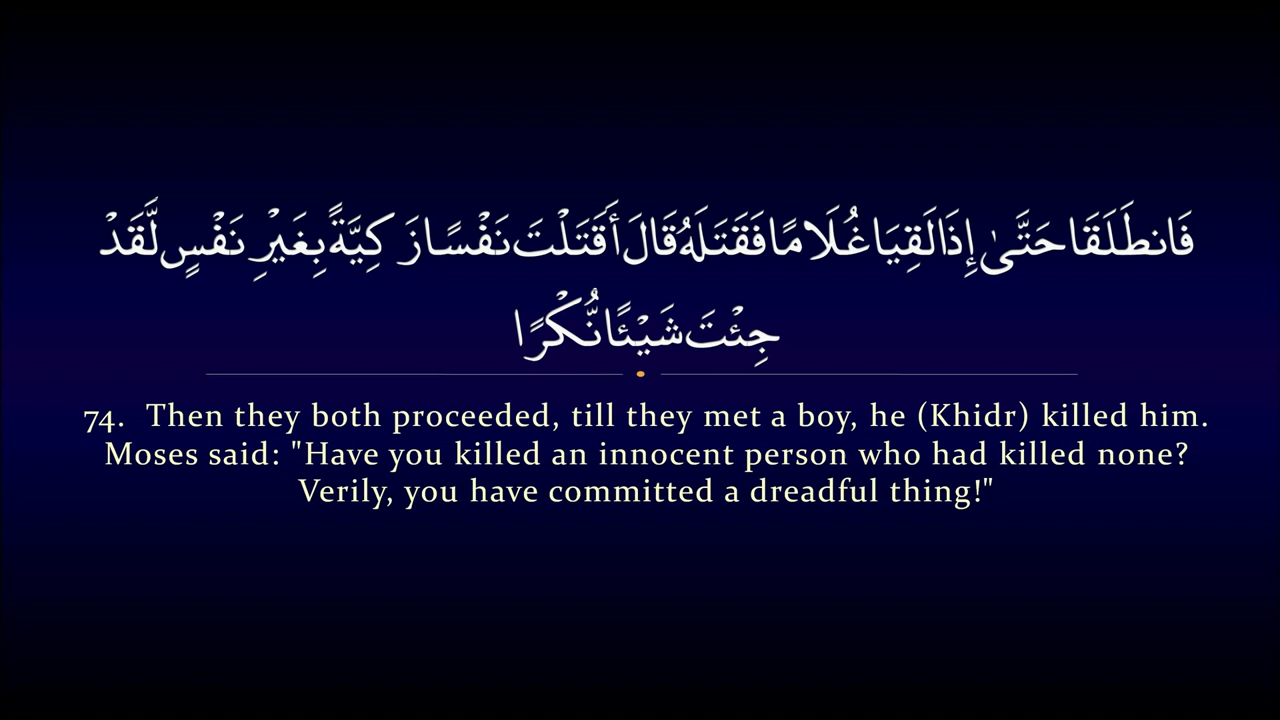 فَانطَلَقَا حَتَّىٰ إِذَا لَقِيَا غُلَامًا فَقَتَلَهُ قَالَ أَقَتَلْتَ نَفْسًا زَكِيَّةً بِغَيْرِ نَفْسٍ لَّقَدْ
جِئْتَ شَيْئًا نُّكْرًا
74.  Then they both proceeded, till they met a boy, he (Khidr) killed him.
Moses said: "Have you killed an innocent person who had killed none?
Verily, you have committed a dreadful thing!"